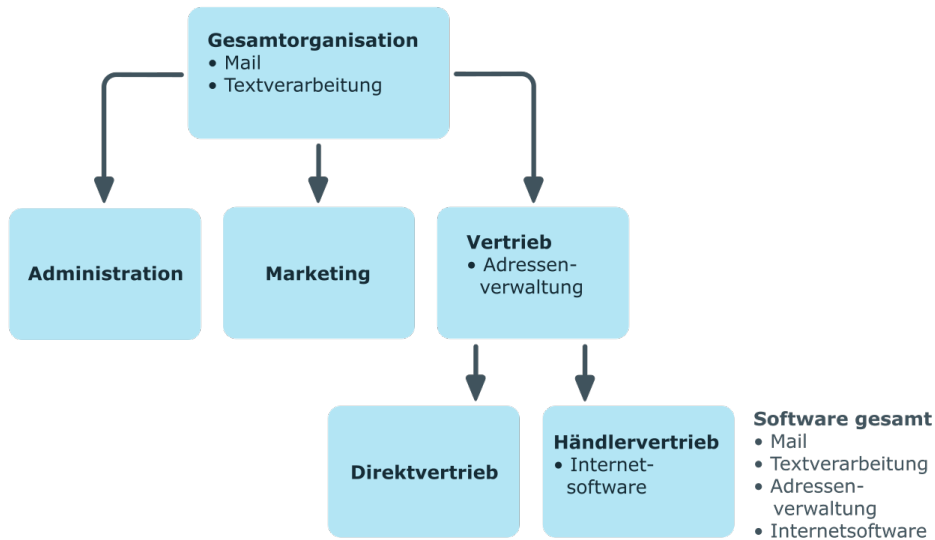 Gesamtorganisation
• Mail
• Textverarbeitung
Administration
Marketing
Vertrieb
• Adressen-
verwaltung
Direktvertrieb
Händlervertrieb
• Internet-
software
Software gesamt
• Mail
• Textverarbeitung
• Adressen-
verwaltung
• Internetsoftware